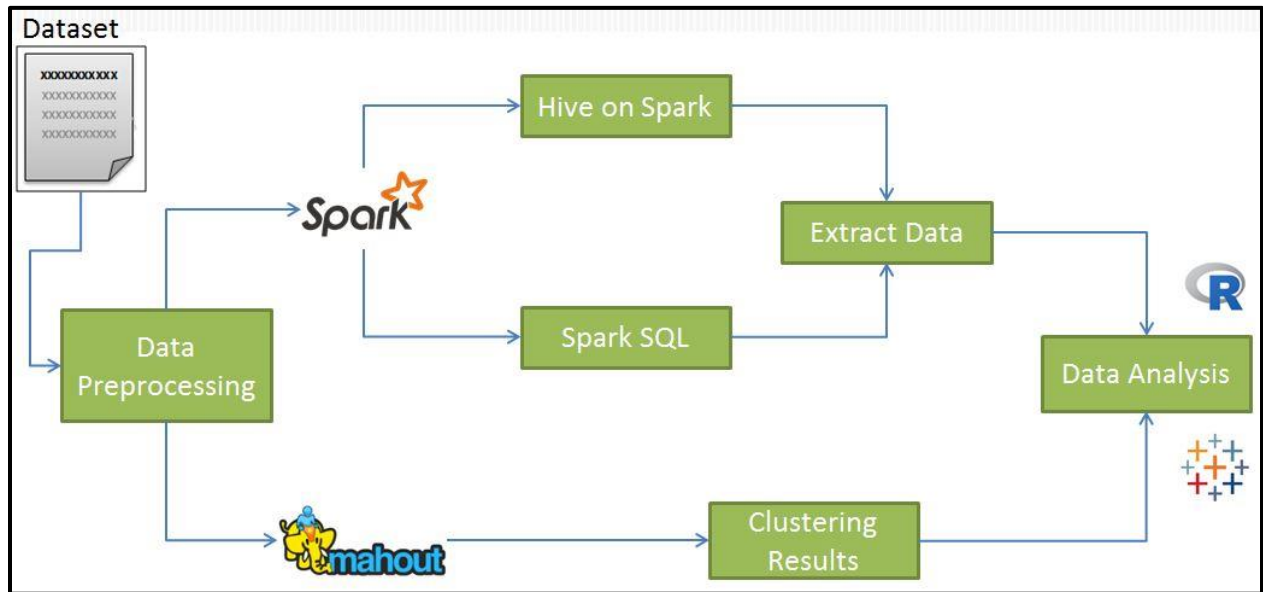 Dataset
xxxxxxxxxxx
xxxxxxxxxxx
xxxxxxxxxxx
xxxxxxxxxxx
Hive on Spark
Spark
Extract Data
R
Spark SQL
Data
Preprocessing
Data Analysis
mahout
Clustering
Results